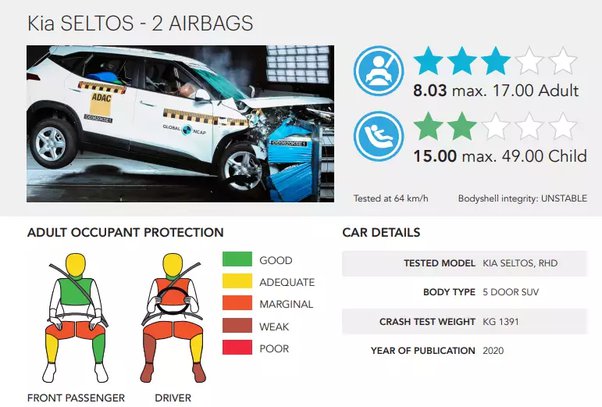 Kia SELTOS - 2 AIRBAGS
8.03 max. 17.00 Adult
15.00 max. 49.00 Child
ADAC
GLOBAL NCAP
Tested at 64 km/h
Bodyshell integrity: UNSTABLE
ADULT OCCUPANT PROTECTION
GOOD
ADEQUATE
MARGINAL
WEAK
POOR
FRONT PASSENGER
DRIVER
CAR DETAILS
TESTED MODEL KIA SELTOS, RHD
BODY TYPE 5 DOOR SUV
CRASH TEST WEIGHT KG 1391
YEAR OF PUBLICATION 2020